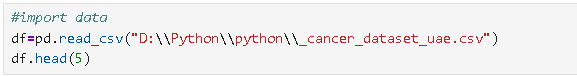 #import data
df=pd.read_csv("D:\\Python\\python\\_cancer_dataset_uae.csv")
df.head(5)